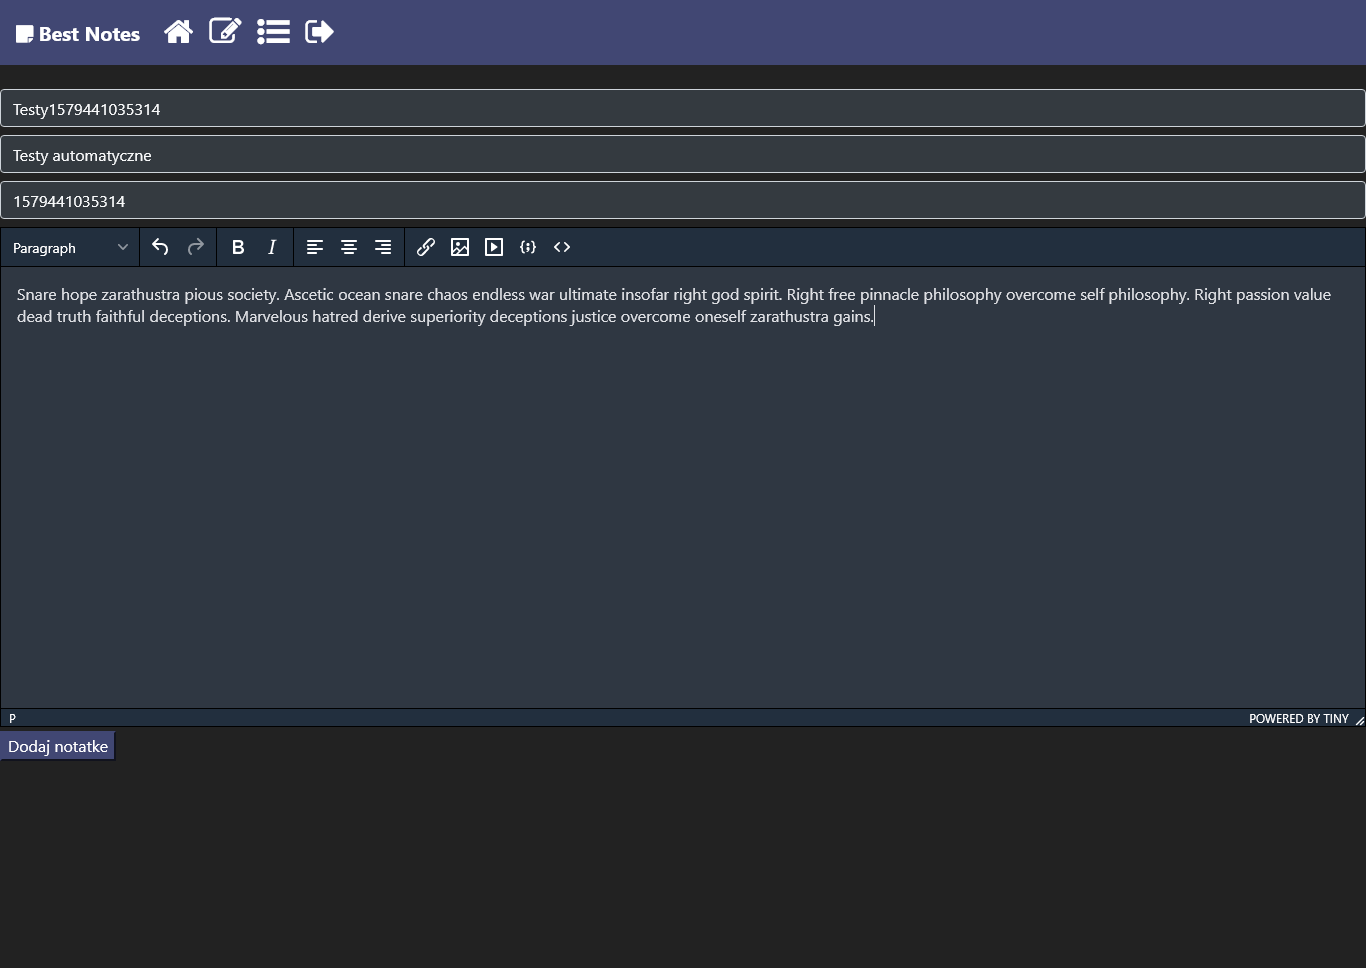 Best Notes
Testy1579441035314
Testy automatyczne
1579441035314
Paragraph
B I
Snare hope zarathustra pious society. Ascetic ocean snare chaos endless war ultimate insofar right god spirit. Right free pinnacle philosophy overcome self philosophy. Right passion value
dead truth faithful deceptions. Marvelous hatred derive superiority deceptions justice overcome oneself zarathustra gains.
P
POWERED BY TINY
Dodaj notatke